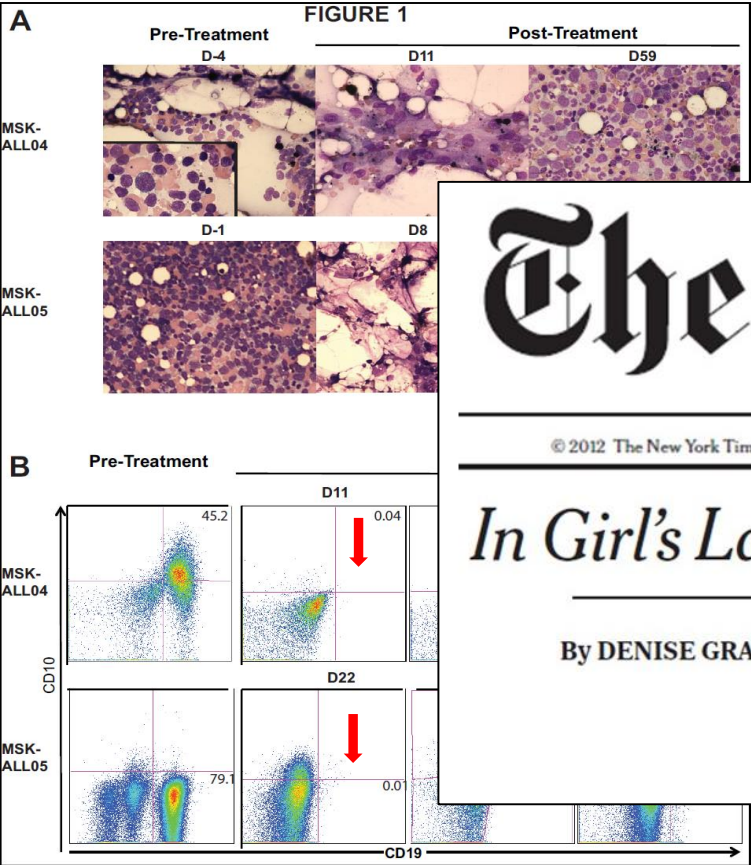 FIGURE 1
A
Pre-Treatment
Post-Treatment
D-4
D11
D59
MSK-
ALL04
D-1
D8
MSK-
ALL05
The
© 2012 The New York
In Girl's
By DENISE
B
Pre-Treatment
D11
MSK-
ALL04
45.2
0.04
D22
MSK-
ALL05
79.1
0.01
CD10
CD19